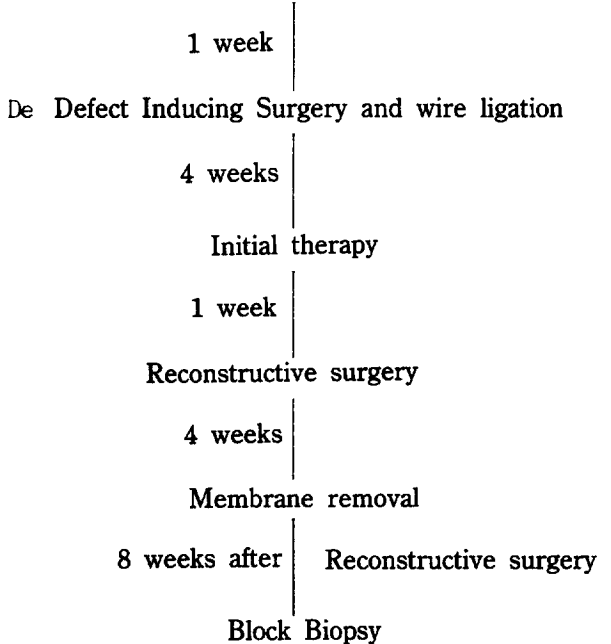 1 week
De Defect Inducing Surgery and wire ligation
4 weeks
Initial therapy
1 week
Reconstructive surgery
4 weeks
Membrane removal
8 weeks after Reconstructive surgery
Block Biopsy